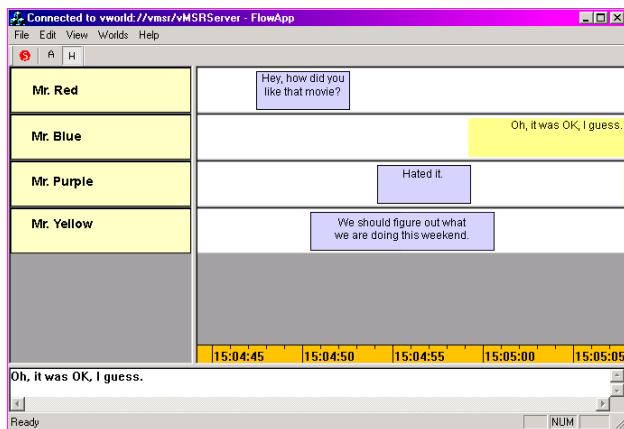 Connected to vworld://vmsr/vMSRServer - FlowApp
File Edit View Worlds Help
S A H
Mr. Red
Hey, how did you
like that movie?
Mr. Blue
Oh, it was OK, I guess.
Mr. Purple
Hated it.
Mr. Yellow
We should figure out what
we are doing this weekend.
15:04:45 15:04:50 15:04:55 15:05:00 15:05:05
Oh, it was OK, I guess.
Ready NUM